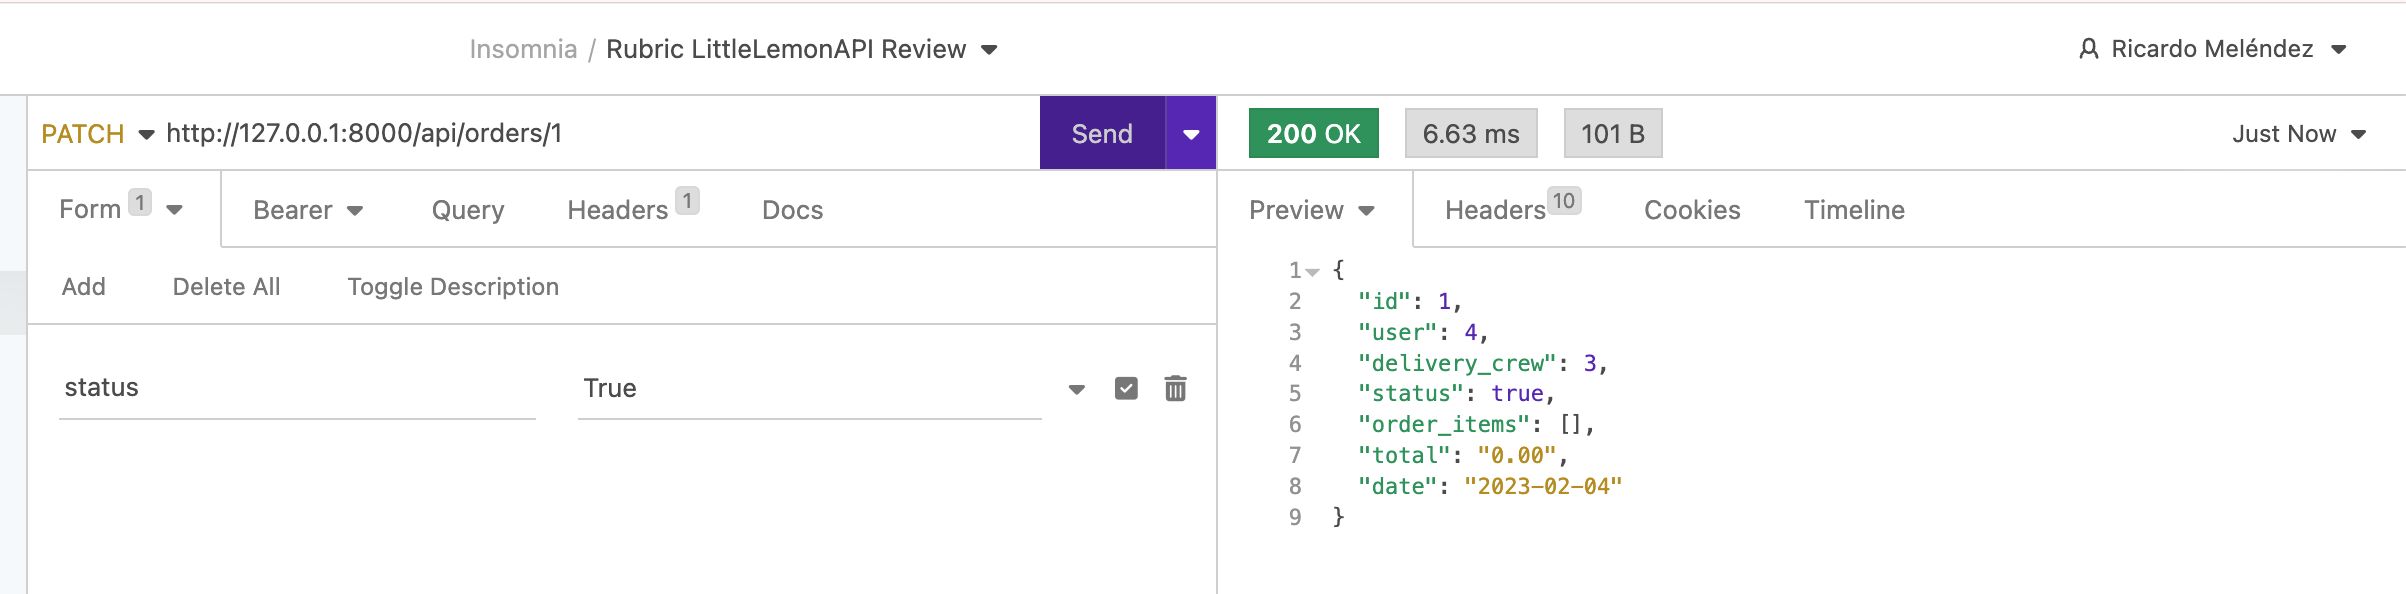 Insomnia / Rubric LittleLemonAPI Review
Ricardo Meléndez
PATCH http://127.0.0.1:8000/api/orders/1
Send
200 OK 6.63 ms 101 B
Just Now
Form 1 Bearer Query Headers 1 Docs
Preview Headers 10 Cookies Timeline
Add Delete All Toggle Description
status True
1 {
2 "id": 1,
3 "user": 4,
4 "delivery_crew": 3,
5 "status": true,
6 "order_items": [],
7 "total": "0.00",
8 "date": "2023-02-04"
9 }